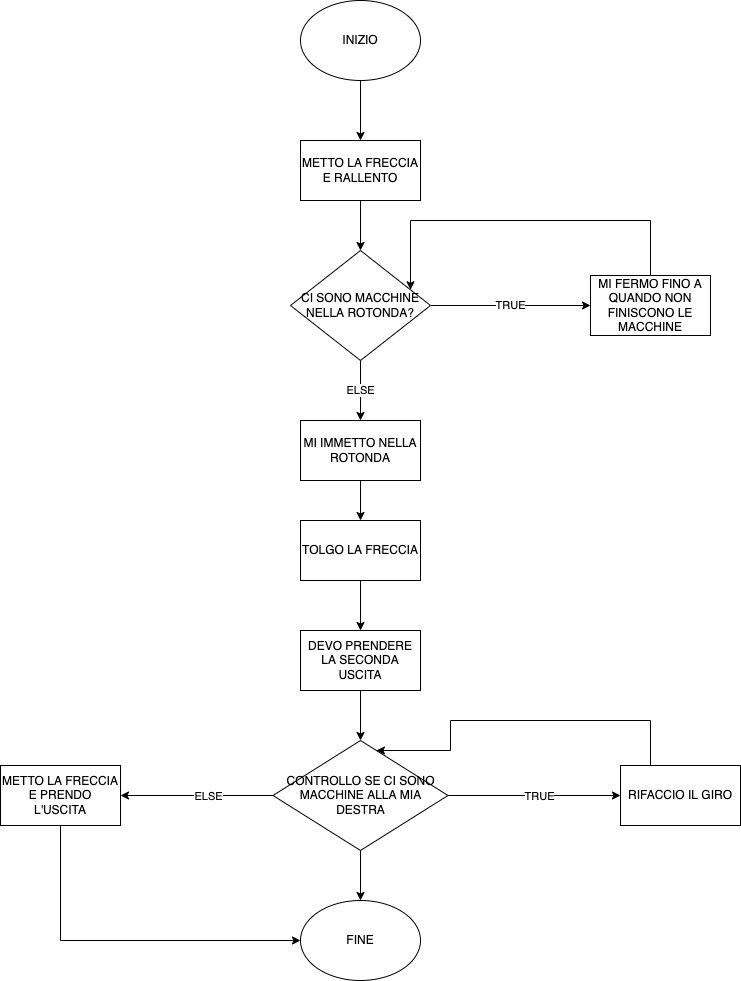 INIZIO
METTO LA FRECCIA
E RALLENTO
CI SONO MACCHINE
NELLA ROTONDA?
TRUE
MI FERMO FINO A
QUANDO NON
FINISCONO LE
MACCHINE
ELSE
MI IMMETTO NELLA
ROTONDA
TOLGO LA FRECCIA
DEVO PRENDERE
LA SECONDA
USCITA
METTO LA FRECCIA
E PRENDO
L'USCITA
ELSE
CONTROLLO SE CI SONO
MACCHINE ALLA MIA
DESTRA
TRUE
RIFACCIO IL GIRO
FINE